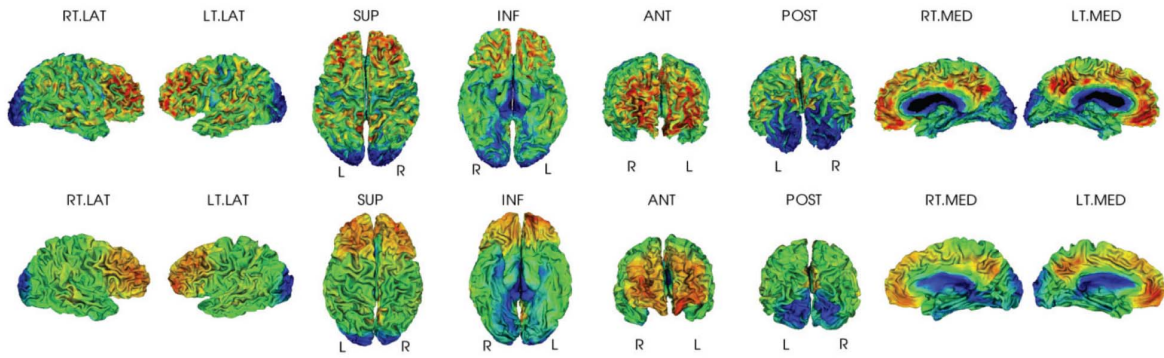 RT.LAT LT.LAT SUP INF ANT POST RT.MED LT.MED
L R R L R L L R
RT.LAT LT.LAT SUP INF ANT POST RT.MED LT.MED
L R R L R L L R